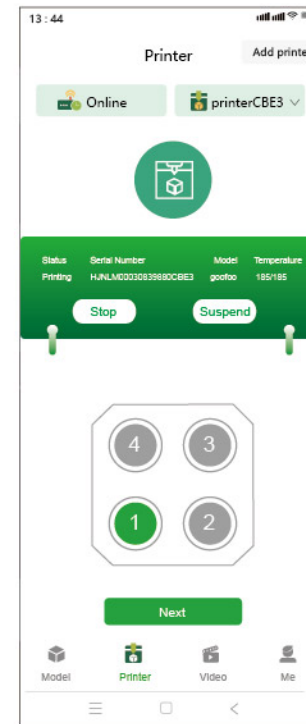 13 : 44
Printer
Add printe
Online
printerCBE3
Status Serial Number Model Temperature
Printing HJNLM00030839880CBE3 goofoo 185/185
Stop Suspend
4 3
1 2
Next
Model Printer Video Me